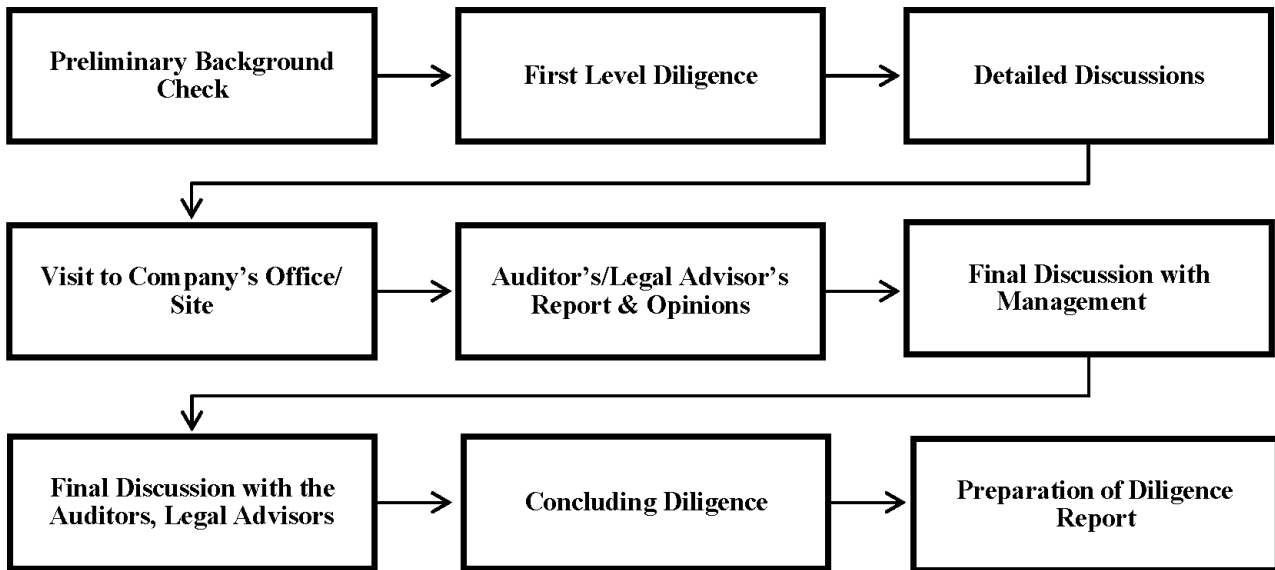 Preliminary Background
Check
First Level Diligence
Detailed Discussions
Visit to Company’s Office/
Site
Auditor’s/Legal Advisor’s
Report & Opinions
Final Discussion with
Management
Final Discussion with the
Auditors, Legal Advisors
Concluding Diligence
Preparation of Diligence
Report